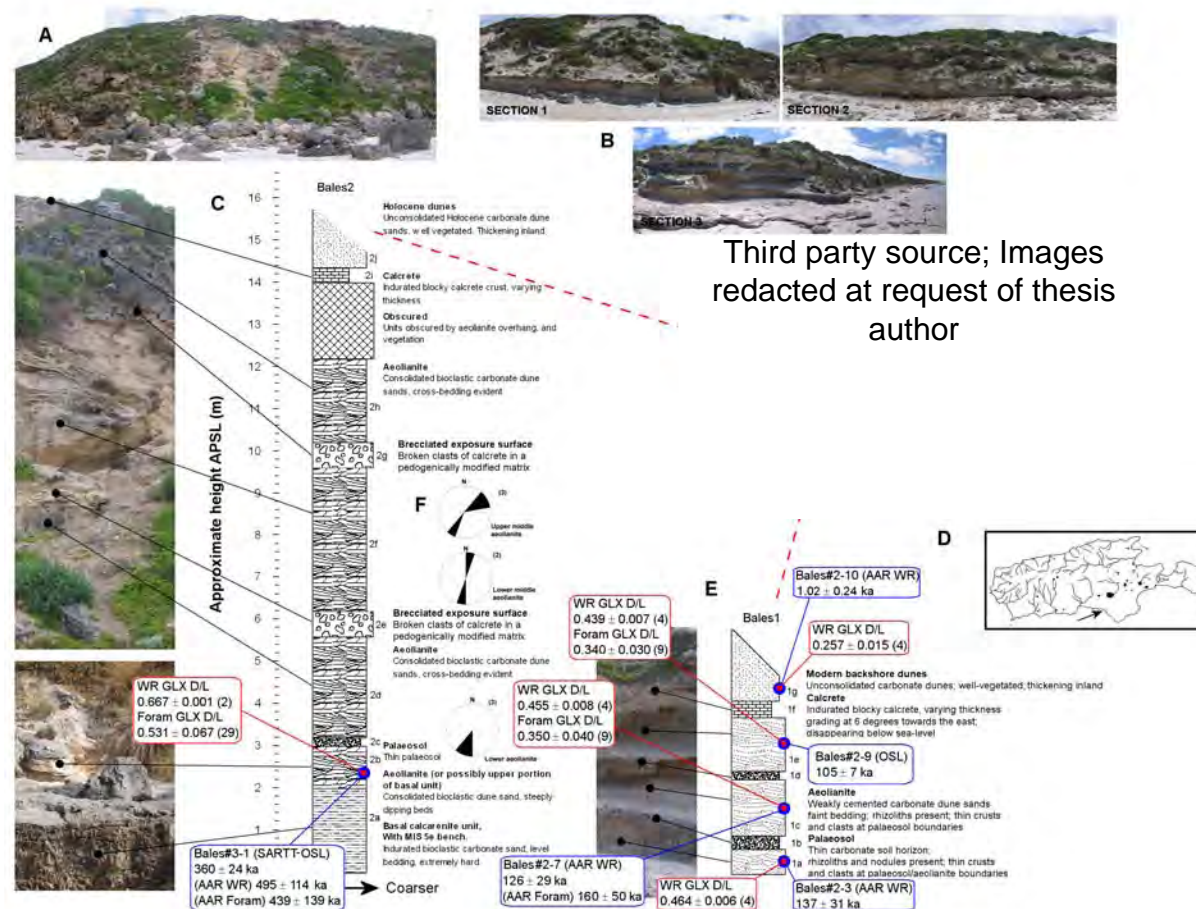 A
SECTION 1
SECTION 2
B
SECTION 3
Third party source; Images
redacted at request of thesis
author
C
Bales2
Approximate height APSL (m)
16
15
14
13
12
11
10
9
8
7
6
5
4
3
2
1
Holocene dunes
Unconsolidated Holocene carbonate dune
sands, well vegetated. Thickening inland
2j
2i
Calcrete
Indurated blocky calcrete crust, varying
thickness
Obscured
Units obscured by aeolianite overhang, and
vegetation
Aeolianite
Consolidated bioclastic carbonate dune
sands, cross-bedding evident
2h
Brecciated exposure surface
Broken clasts of calcrete in a
pedogenically modified matrix
2g
F
N
(3)
Upper middle
aeolianite
N
(2)
Lower middle
aeolianite
2f
Brecciated exposure surface
Broken clasts of calcrete in a
pedogenically modified matrix
2e
Aeolianite
Consolidated bioclastic carbonate dune
sands, cross-bedding evident
2d
N
(3)
Lower aeolianite
2c
Palaeosol
Thin palaeosol
2b
Aeolianite (or possibly upper portion
of basal unit)
Consolidated bioclastic dune sand, steeply
dipping beds
2a
Basal calcarenite unit,
With MIS 5e bench.
Indurated bioclastic carbonate sand, level
bedding, extremely hard
WR GLX D/L
0.667 ± 0.001 (2)
Foram GLX D/L
0.531 ± 0.067 (29)
Bales#3-1 (SARTT-OSL)
360 ± 24 ka
(AAR WR) 495 ± 114 ka
(AAR Foram) 439 ± 139 ka
Coarser
D
E
Bales1
Bales#2-10 (AAR WR)
1.02 ± 0.24 ka
WR GLX D/L
0.257 ± 0.015 (4)
WR GLX D/L
0.439 ± 0.007 (4)
Foram GLX D/L
0.340 ± 0.030 (9)
WR GLX D/L
0.455 ± 0.008 (4)
Foram GLX D/L
0.350 ± 0.040 (9)
Modern backshore dunes
1g
Unconsolidated carbonate dunes; well-vegetated; thickening inland
Calcrete
1f
Indurated blocky calcrete, varying thickness
grading at 6 degrees towards the east;
disappearing below sea-level
1e
Bales#2-9 (OSL)
105 ± 7 ka
1d
Aeolianite
Weakly cemented carbonate dune sands
faint bedding; rhizoliths present; thin crusts
and clasts at palaeosol boundaries
1c
1b
Palaeosol
Thin carbonate soil horizon;
rhizoliths and nodules present; thin crusts
and clasts at palaeosol/aeolianite boundaries
1a
Bales#2-7 (AAR WR)
126 ± 29 ka
(AAR Foram) 160 ± 50 ka
WR GLX D/L
0.464 ± 0.006 (4)
Bales#2-3 (AAR WR)
137 ± 31 ka